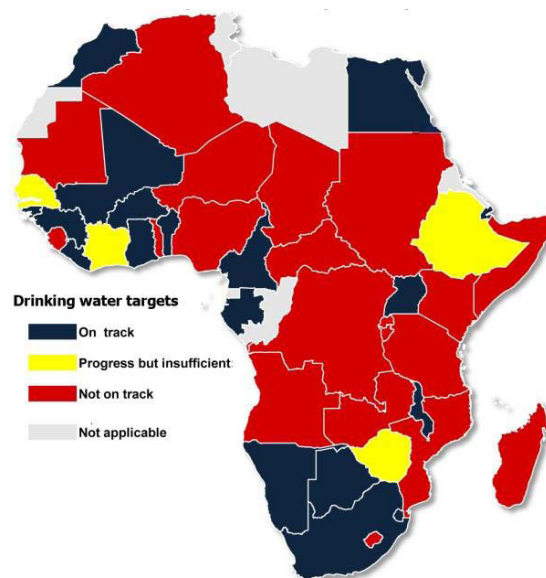 Drinking water targets
On track
Progress but insufficient
Not on track
Not applicable